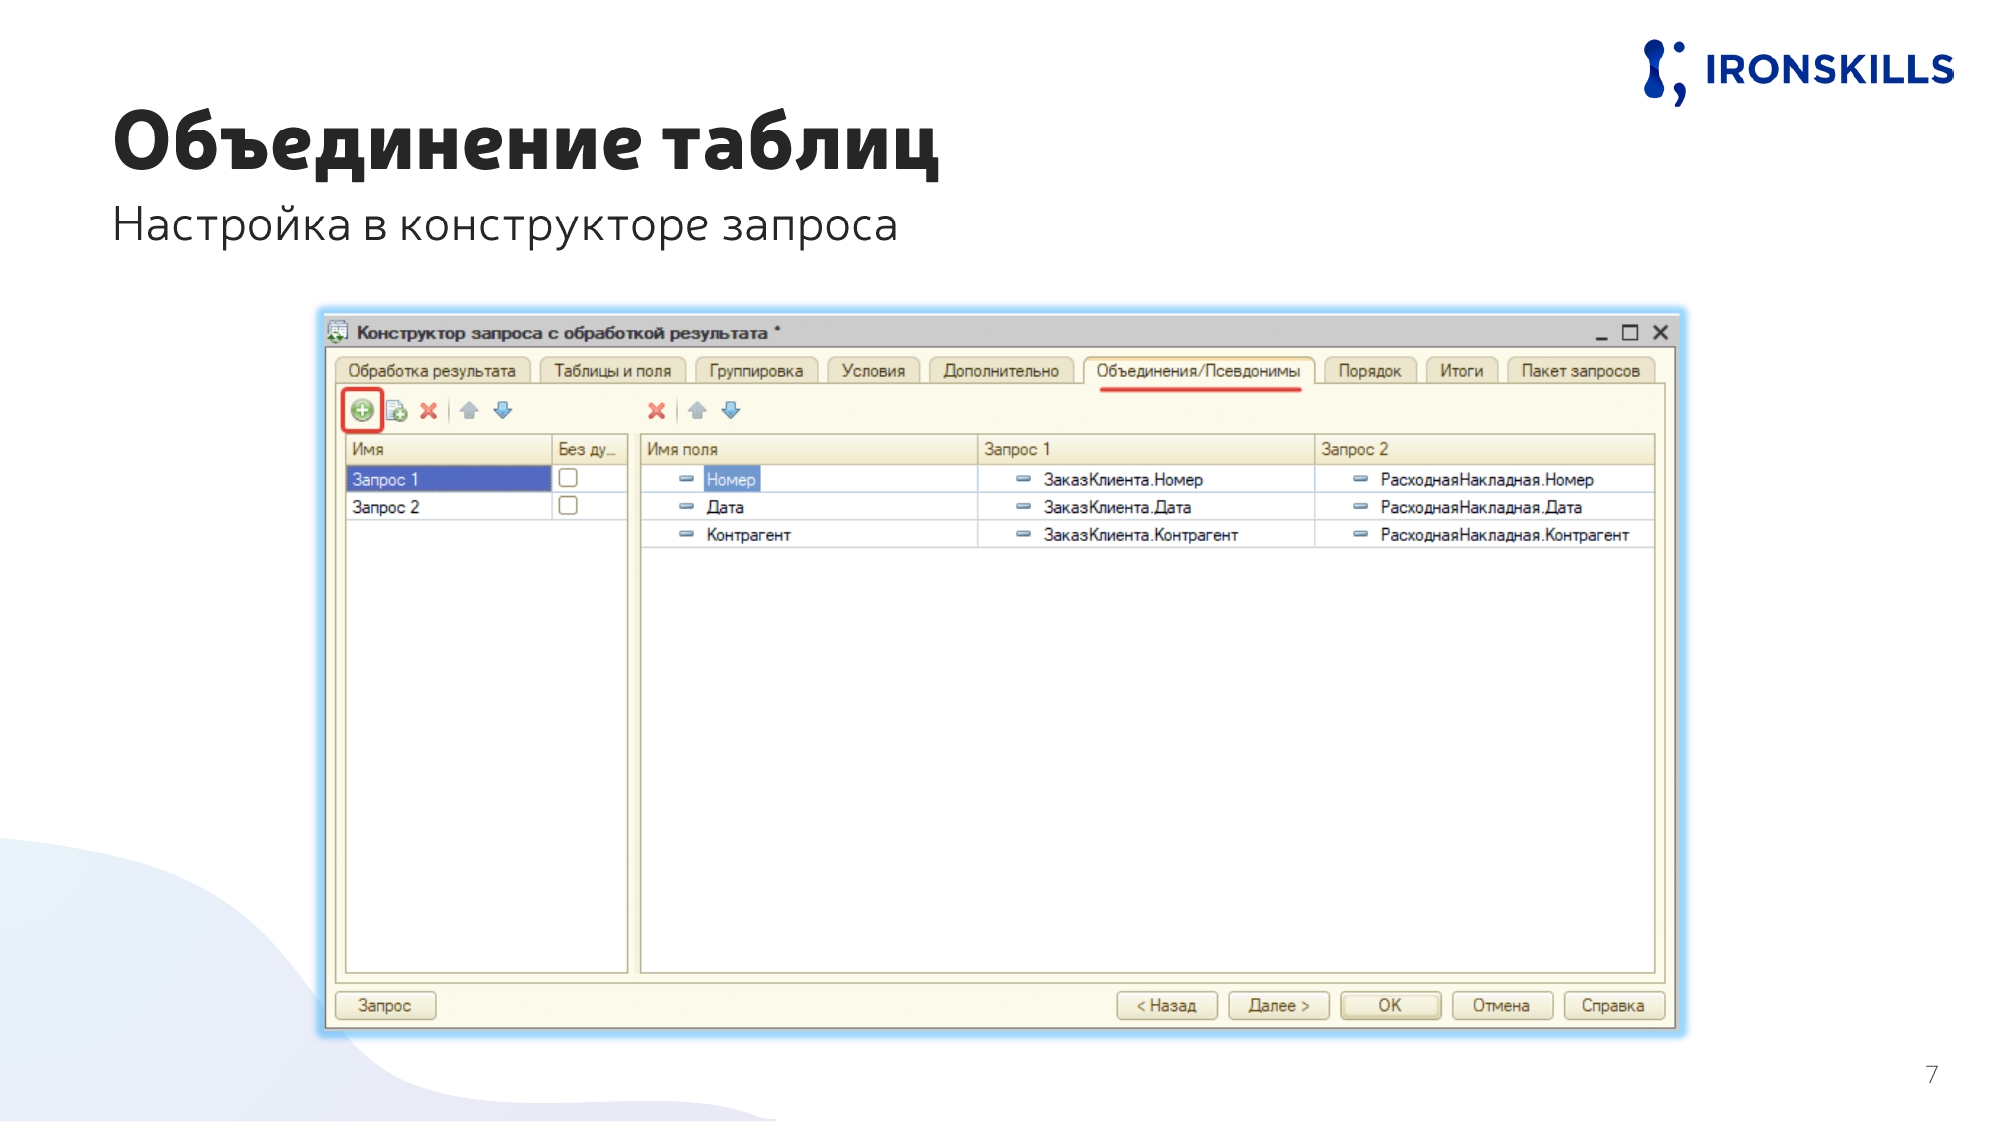 IRONSKILLS
Объединение таблиц
Настройка в конструкторе запроса
Конструктор запроса с обработкой результата *
Обработка результата Таблицы и поля Группировка Условия Дополнительно Объединения/Псевдонимы Порядок Итоги Пакет запросов
Имя Без ду... Имя поля Запрос 1 Запрос 2
Запрос 1 Номер ЗаказКлиента.Номер РасходнаяНакладная.Номер
Запрос 2 Дата ЗаказКлиента.Дата РасходнаяНакладная.Дата
Контрагент ЗаказКлиента.Контрагент РасходнаяНакладная.Контрагент
Запрос < Назад Далее > ОК Отмена Справка
7